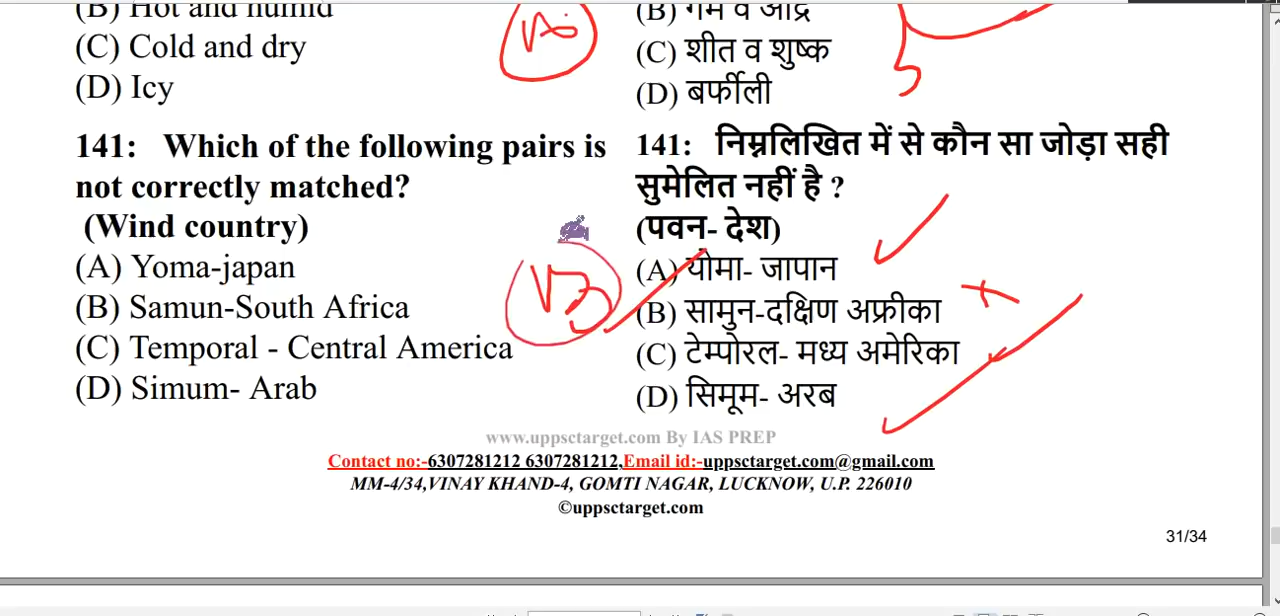 (B) Hot and humid
(C) Cold and dry
(D) Icy
(B) गर्म व आर्द्र
(C) शीत व शुष्क
(D) बर्फीली
141: Which of the following pairs is
not correctly matched?
(Wind country)
(A) Yoma-japan
(B) Samun-South Africa
(C) Temporal - Central America
(D) Simum- Arab
141: निम्नलिखित में से कौन सा जोड़ा सही
सुमेलित नहीं है ?
(पवन- देश)
(A) योमा- जापान
(B) सामुन-दक्षिण अफ्रीका
(C) टेम्पोरल- मध्य अमेरिका
(D) सिमूम- अरब
www.uppsctarget.com By IAS PREP
Contact no:-6307281212 6307281212,Email id:-uppsctarget.com@gmail.com
MM-4/34,VINAY KHAND-4, GOMTI NAGAR, LUCKNOW, U.P. 226010
©uppsctarget.com
31/34